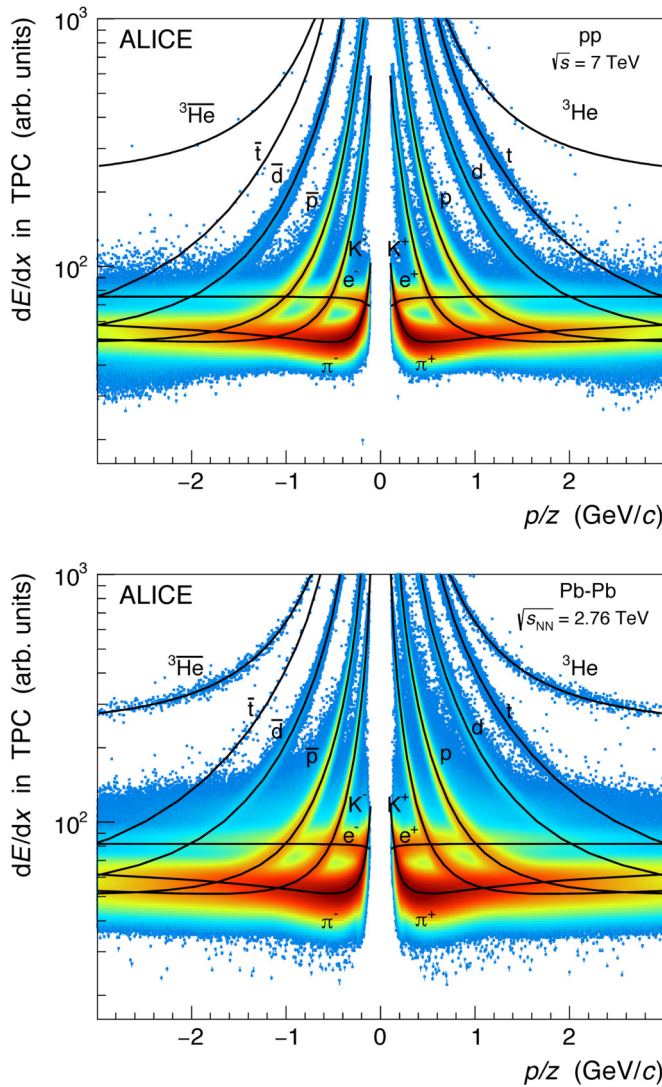 ALICE
pp
√s = 7 TeV
10³
10²
dE/dx in TPC (arb. units)
³H̅e̅
³He
t̅
d̅
p̅
K⁻
e⁻
π⁻
K⁺
e⁺
π⁺
p
d
t
−2 −1 0 1 2
p/z (GeV/c)
ALICE
Pb-Pb
√sNN = 2.76 TeV
10³
10²
dE/dx in TPC (arb. units)
³H̅e̅
³He
t̅
d̅
p̅
K⁻
e⁻
π⁻
K⁺
e⁺
π⁺
p
d
t
−2 −1 0 1 2
p/z (GeV/c)